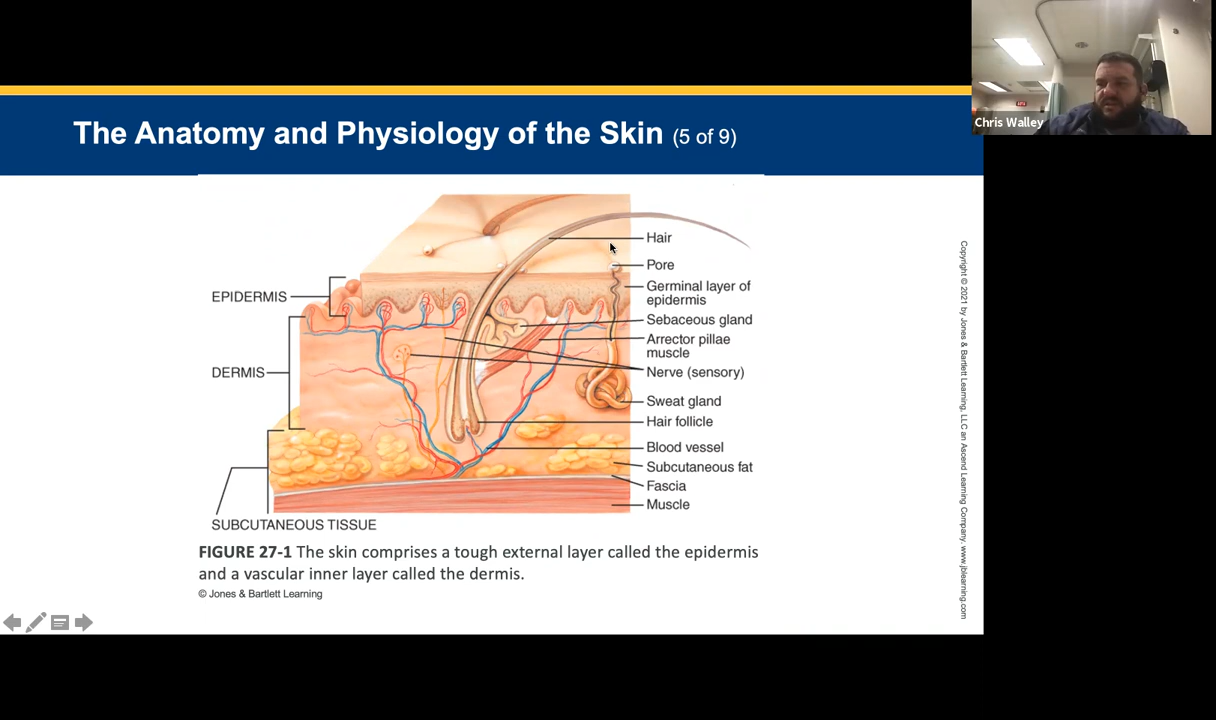 The Anatomy and Physiology of the Skin (5 of 9)
Chris Walley
EPIDERMIS
DERMIS
SUBCUTANEOUS TISSUE
Hair
Pore
Germinal layer of
epidermis
Sebaceous gland
Arrector pillae
muscle
Nerve (sensory)
Sweat gland
Hair follicle
Blood vessel
Subcutaneous fat
Fascia
Muscle
FIGURE 27-1 The skin comprises a tough external layer called the epidermis
and a vascular inner layer called the dermis.
© Jones & Bartlett Learning
Copyright © 2021 by Jones & Bartlett Learning, LLC an Ascend Learning Company. www.jblearning.com